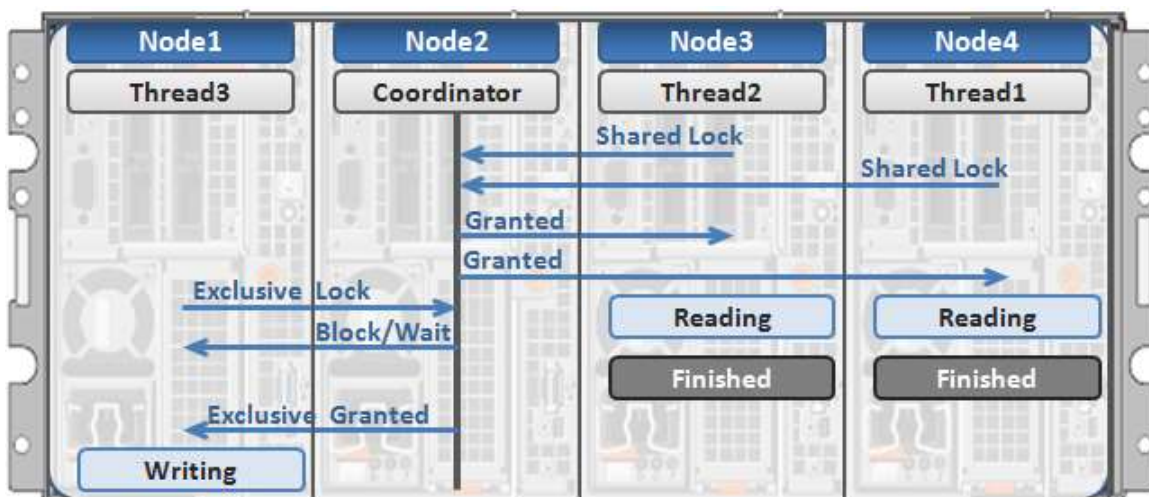 Node1 Node2 Node3 Node4
Thread3 Coordinator Thread2 Thread1
Shared Lock
Shared Lock
Granted
Granted
Exclusive Lock
Reading Reading
Block/Wait
Finished Finished
Exclusive Granted
Writing